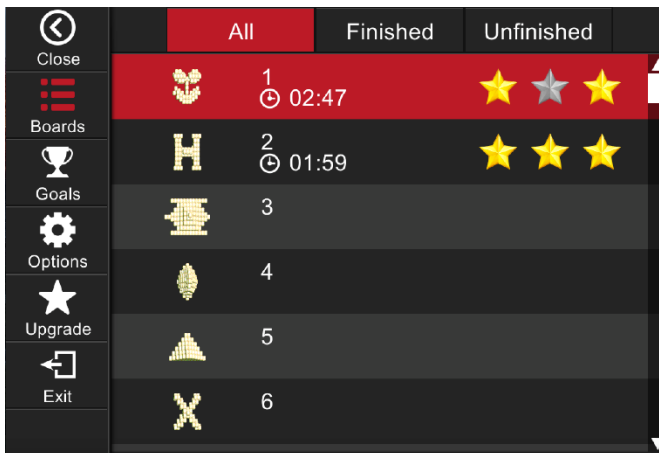 Close
Boards
Goals
Options
Upgrade
Exit
All Finished Unfinished
1
02:47
2
01:59
3
4
5
6